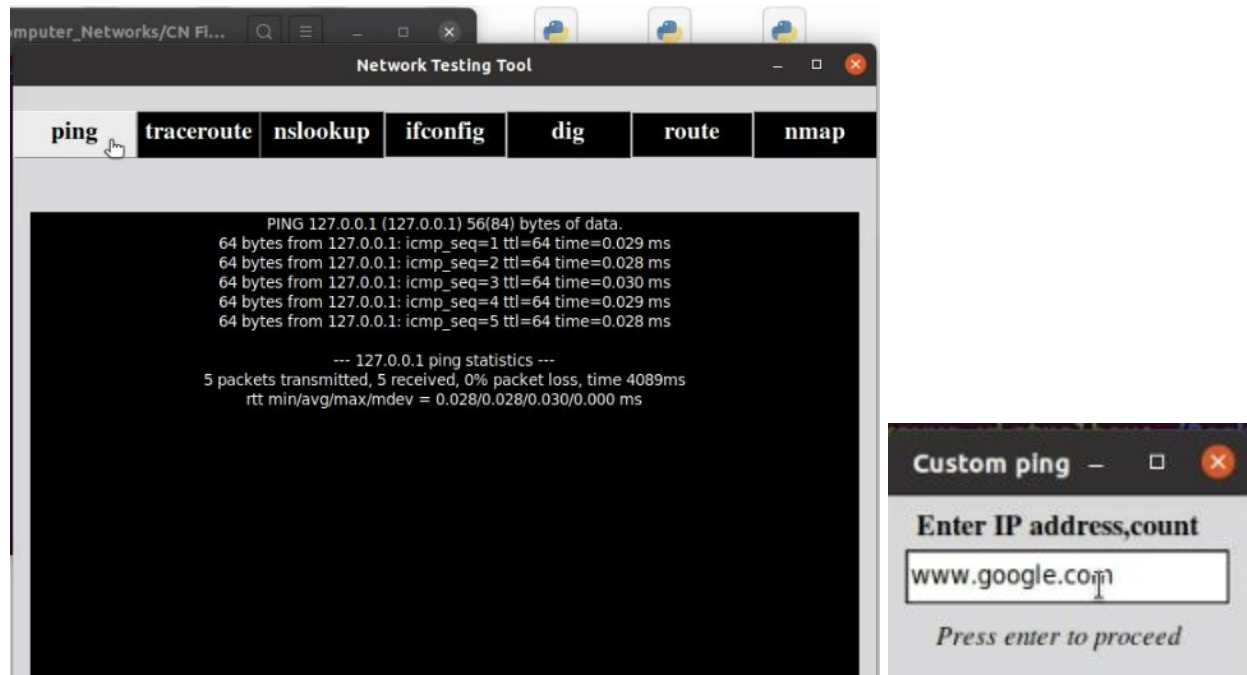 mputer_Networks/CN Fi...
Network Testing Tool
ping traceroute nslookup ifconfig dig route nmap
PING 127.0.0.1 (127.0.0.1) 56(84) bytes of data.
64 bytes from 127.0.0.1: icmp_seq=1 ttl=64 time=0.029 ms
64 bytes from 127.0.0.1: icmp_seq=2 ttl=64 time=0.028 ms
64 bytes from 127.0.0.1: icmp_seq=3 ttl=64 time=0.030 ms
64 bytes from 127.0.0.1: icmp_seq=4 ttl=64 time=0.029 ms
64 bytes from 127.0.0.1: icmp_seq=5 ttl=64 time=0.028 ms
--- 127.0.0.1 ping statistics ---
5 packets transmitted, 5 received, 0% packet loss, time 4089ms
rtt min/avg/max/mdev = 0.028/0.028/0.030/0.000 ms
Custom ping
Enter IP address,count
www.google.com
Press enter to proceed